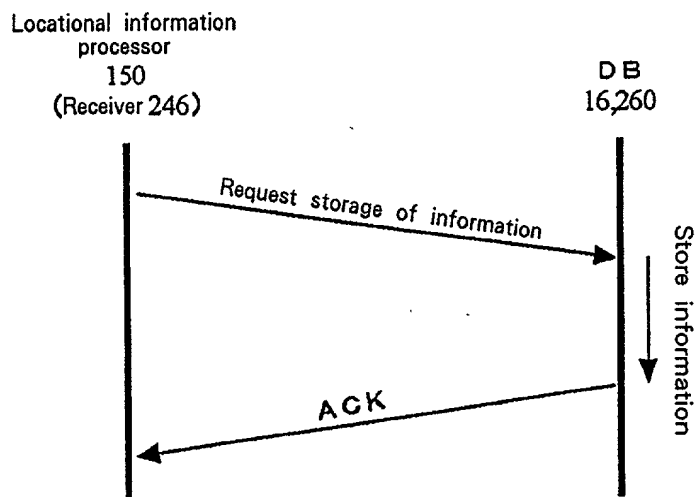 Locational information
processor
150
(Receiver 246)
DB
16,260
Request storage of information
Store information
ACK